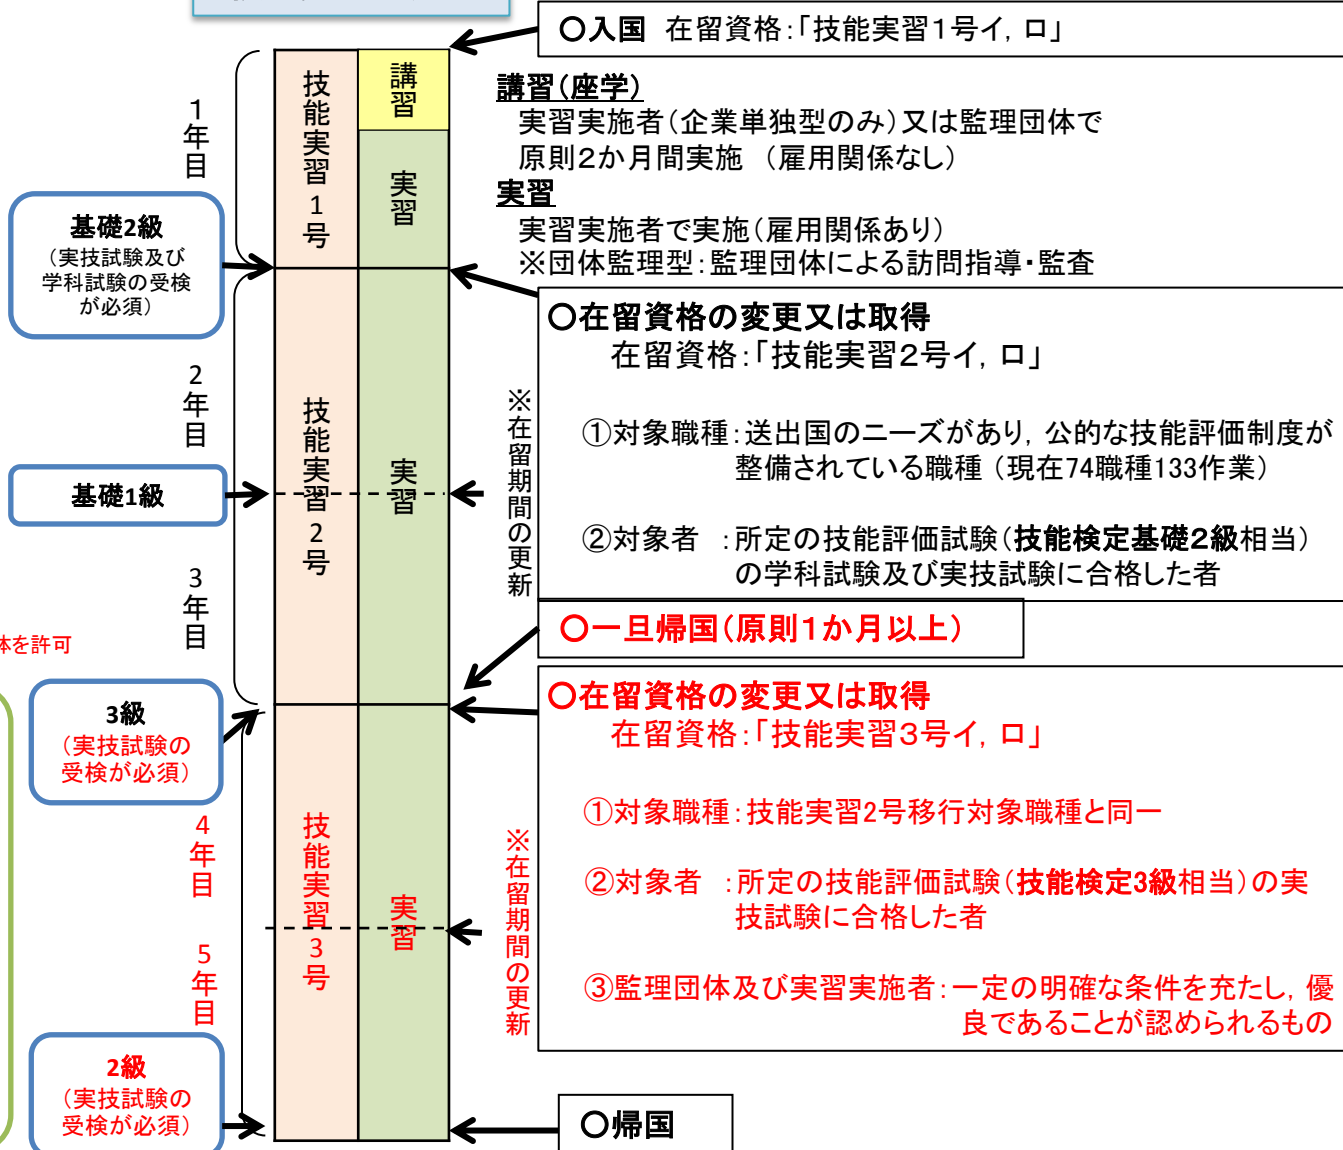 ○入国 在留資格:「技能実習1号イ, ロ」
講習(座学)
実習実施者(企業単独型のみ)又は監理団体で
原則2か月間実施 (雇用関係なし)
実習
実習実施者で実施(雇用関係あり)
※団体監理型:監理団体による訪問指導・監査
1年目
技能実習1号
講習
実習
基礎2級
(実技試験及び
学科試験の受検
が必須)
○在留資格の変更又は取得
在留資格:「技能実習2号イ, ロ」
①対象職種:送出国のニーズがあり, 公的な技能評価制度が
整備されている職種 (現在74職種133作業)
②対象者 :所定の技能評価試験(技能検定基礎2級相当)
の学科試験及び実技試験に合格した者
2年目
技能実習2号
実習
※在留期間の更新
基礎1級
3年目
体を許可
○一旦帰国(原則1か月以上)
3級
(実技試験の
受検が必須)
○在留資格の変更又は取得
在留資格:「技能実習3号イ, ロ」
①対象職種:技能実習2号移行対象職種と同一
②対象者 :所定の技能評価試験(技能検定3級相当)の実
技試験に合格した者
③監理団体及び実習実施者:一定の明確な条件を充たし, 優
良であることが認められるもの
4年目
技能実習3号
実習
※在留期間の更新
5年目
2級
(実技試験の
受検が必須)
○帰国